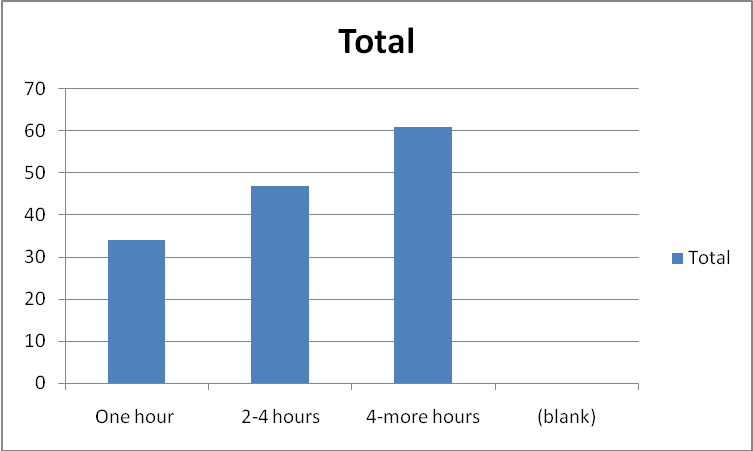 Total
70
60
50
40
30
20
10
0
One hour
2-4 hours
4-more hours
(blank)
Total